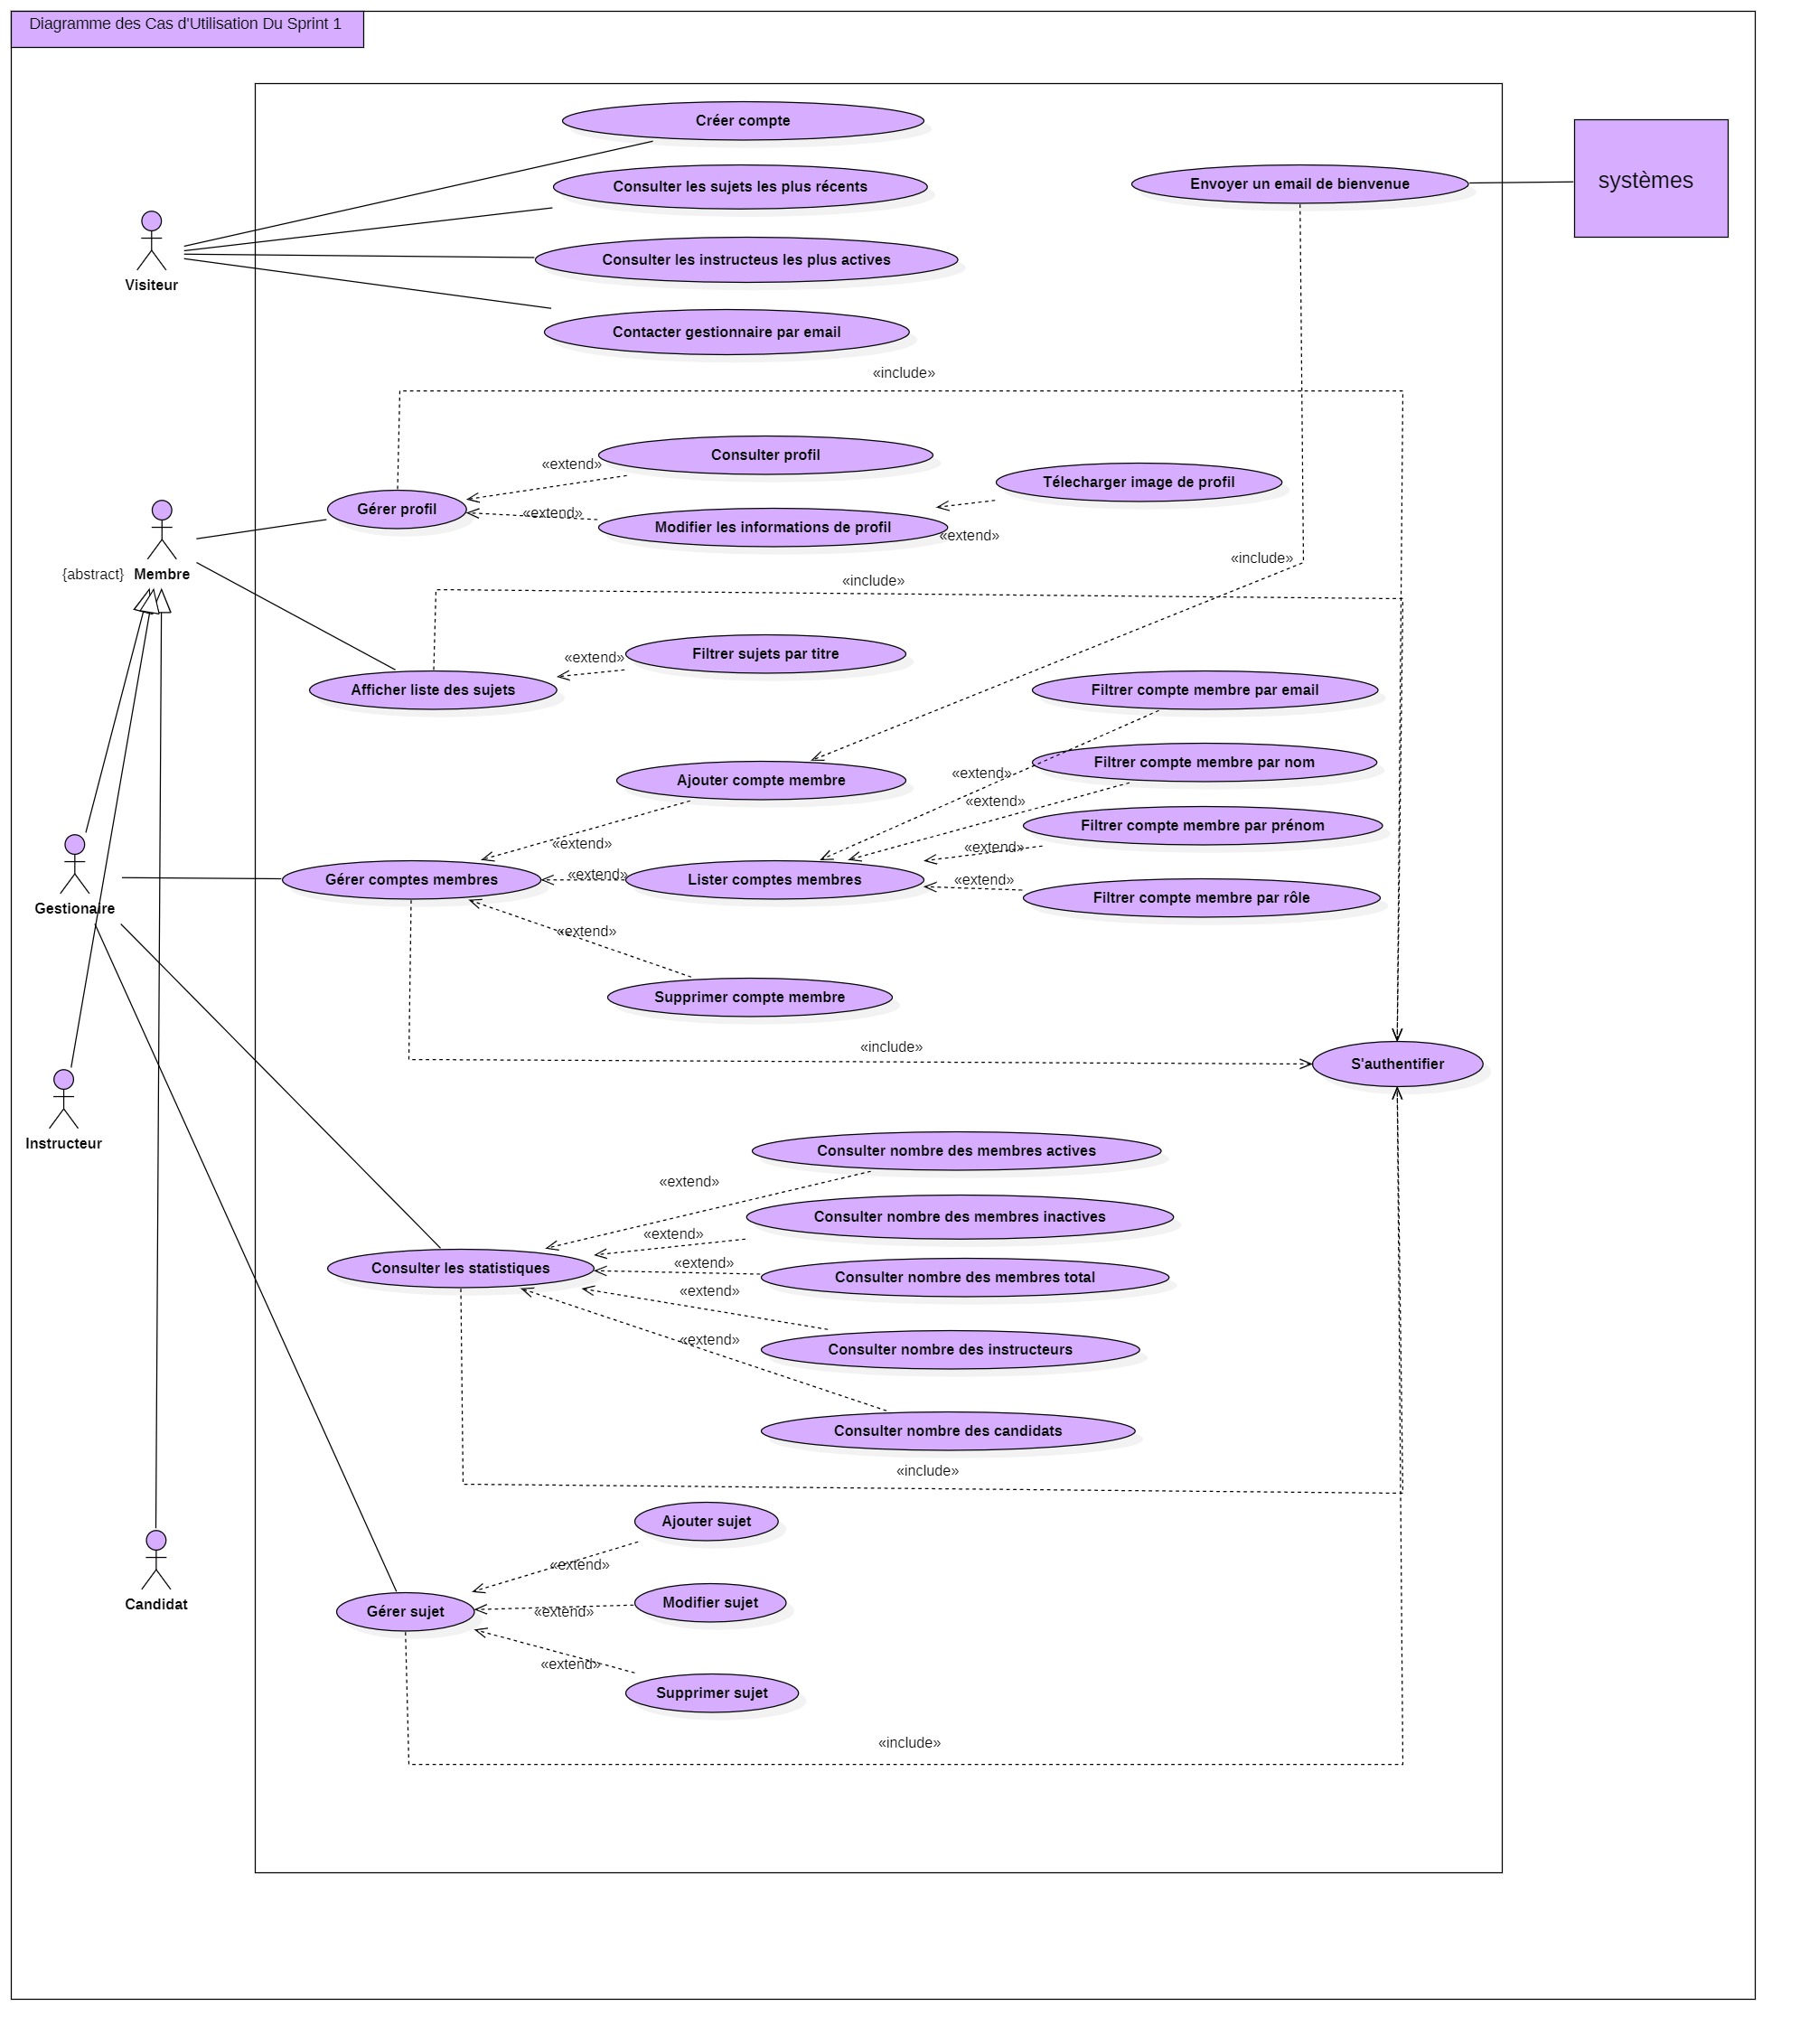 Diagramme des Cas d'Utilisation Du Sprint 1
Créer compte
Consulter les sujets les plus récents
Envoyer un email de bienvenue
systèmes
Visiteur
Consulter les instructeus les plus actives
Contacter gestionnaire par email
«include»
Consulter profil
«extend»
Télecharger image de profil
Gérer profil
«extend»
Modifier les informations de profil
«extend»
{abstract}
Membre
«include»
«include»
Filtrer sujets par titre
«extend»
Afficher liste des sujets
Filtrer compte membre par email
Filtrer compte membre par nom
«extend»
Ajouter compte membre
«extend»
Filtrer compte membre par prénom
«extend»
«extend»
Gestionaire
Gérer comptes membres
«extend»
Lister comptes membres
«extend»
Filtrer compte membre par rôle
«extend»
Supprimer compte membre
«include»
S'authentifier
Instructeur
Consulter nombre des membres actives
«extend»
Consulter nombre des membres inactives
«extend»
Consulter les statistiques
«extend»
Consulter nombre des membres total
«extend»
«extend»
Consulter nombre des instructeurs
Consulter nombre des candidats
«include»
Ajouter sujet
«extend»
Candidat
Gérer sujet
«extend»
Modifier sujet
«extend»
Supprimer sujet
«include»